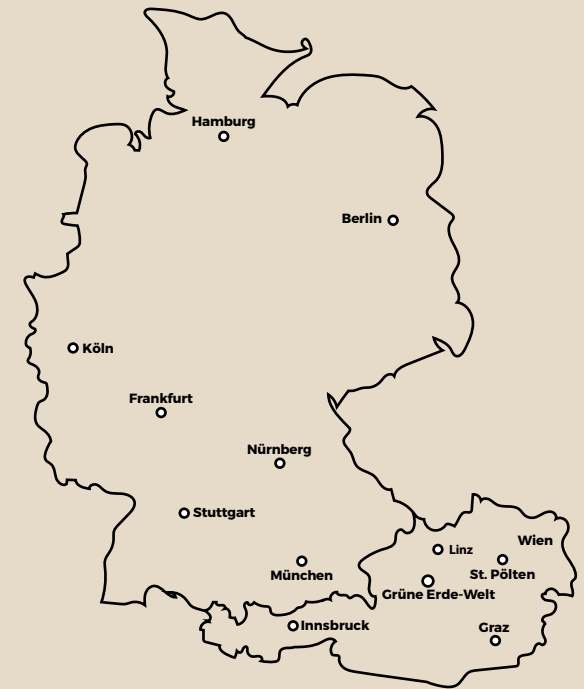 Hamburg
Berlin
Köln
Frankfurt
Nürnberg
Stuttgart
München
Wien
Linz
St. Pölten
Grüne Erde-Welt
Innsbruck
Graz